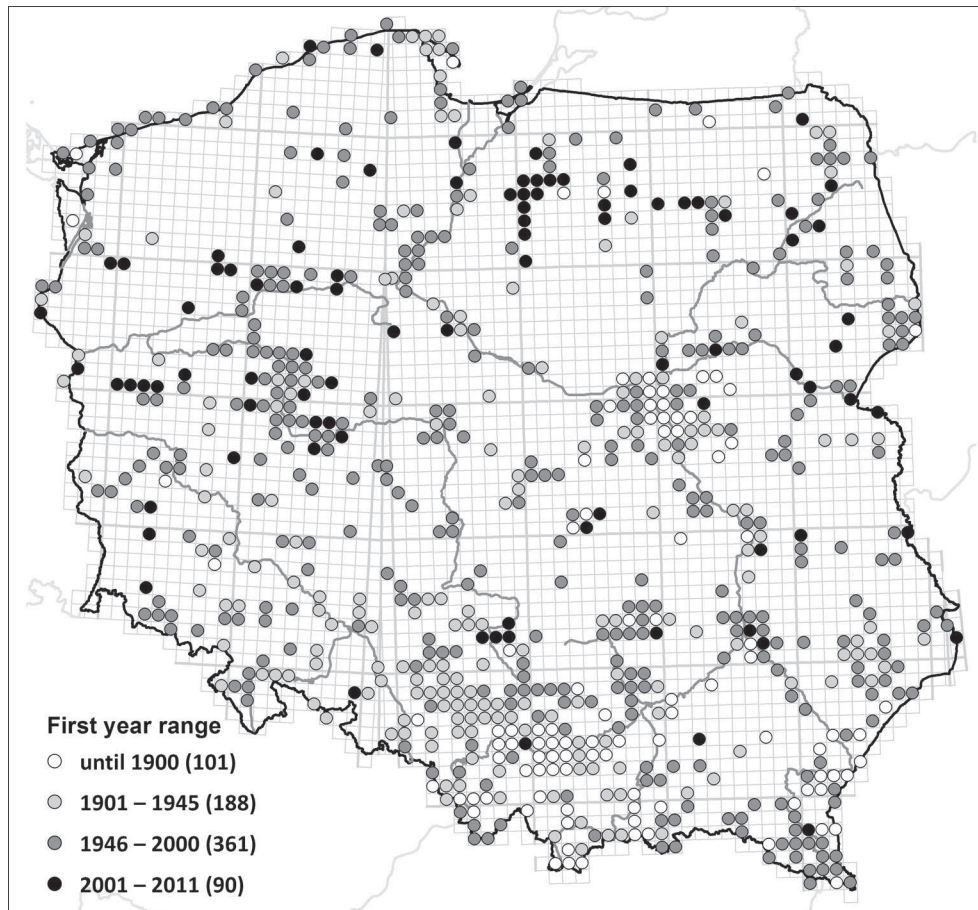 First year range
until 1900 (101)
1901 – 1945 (188)
1946 – 2000 (361)
2001 – 2011 (90)